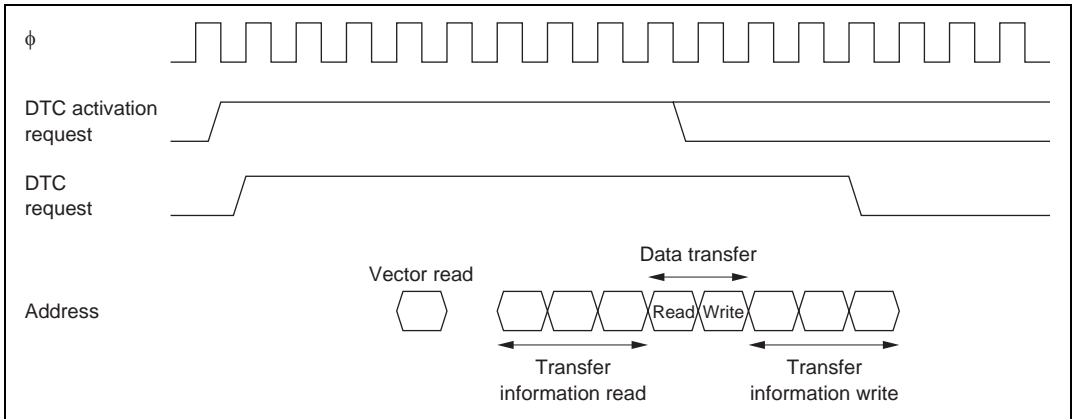 ϕ
DTC activation
request
DTC
request
Data transfer
Vector read
Address
Read Write
Transfer
information read
Transfer
information write